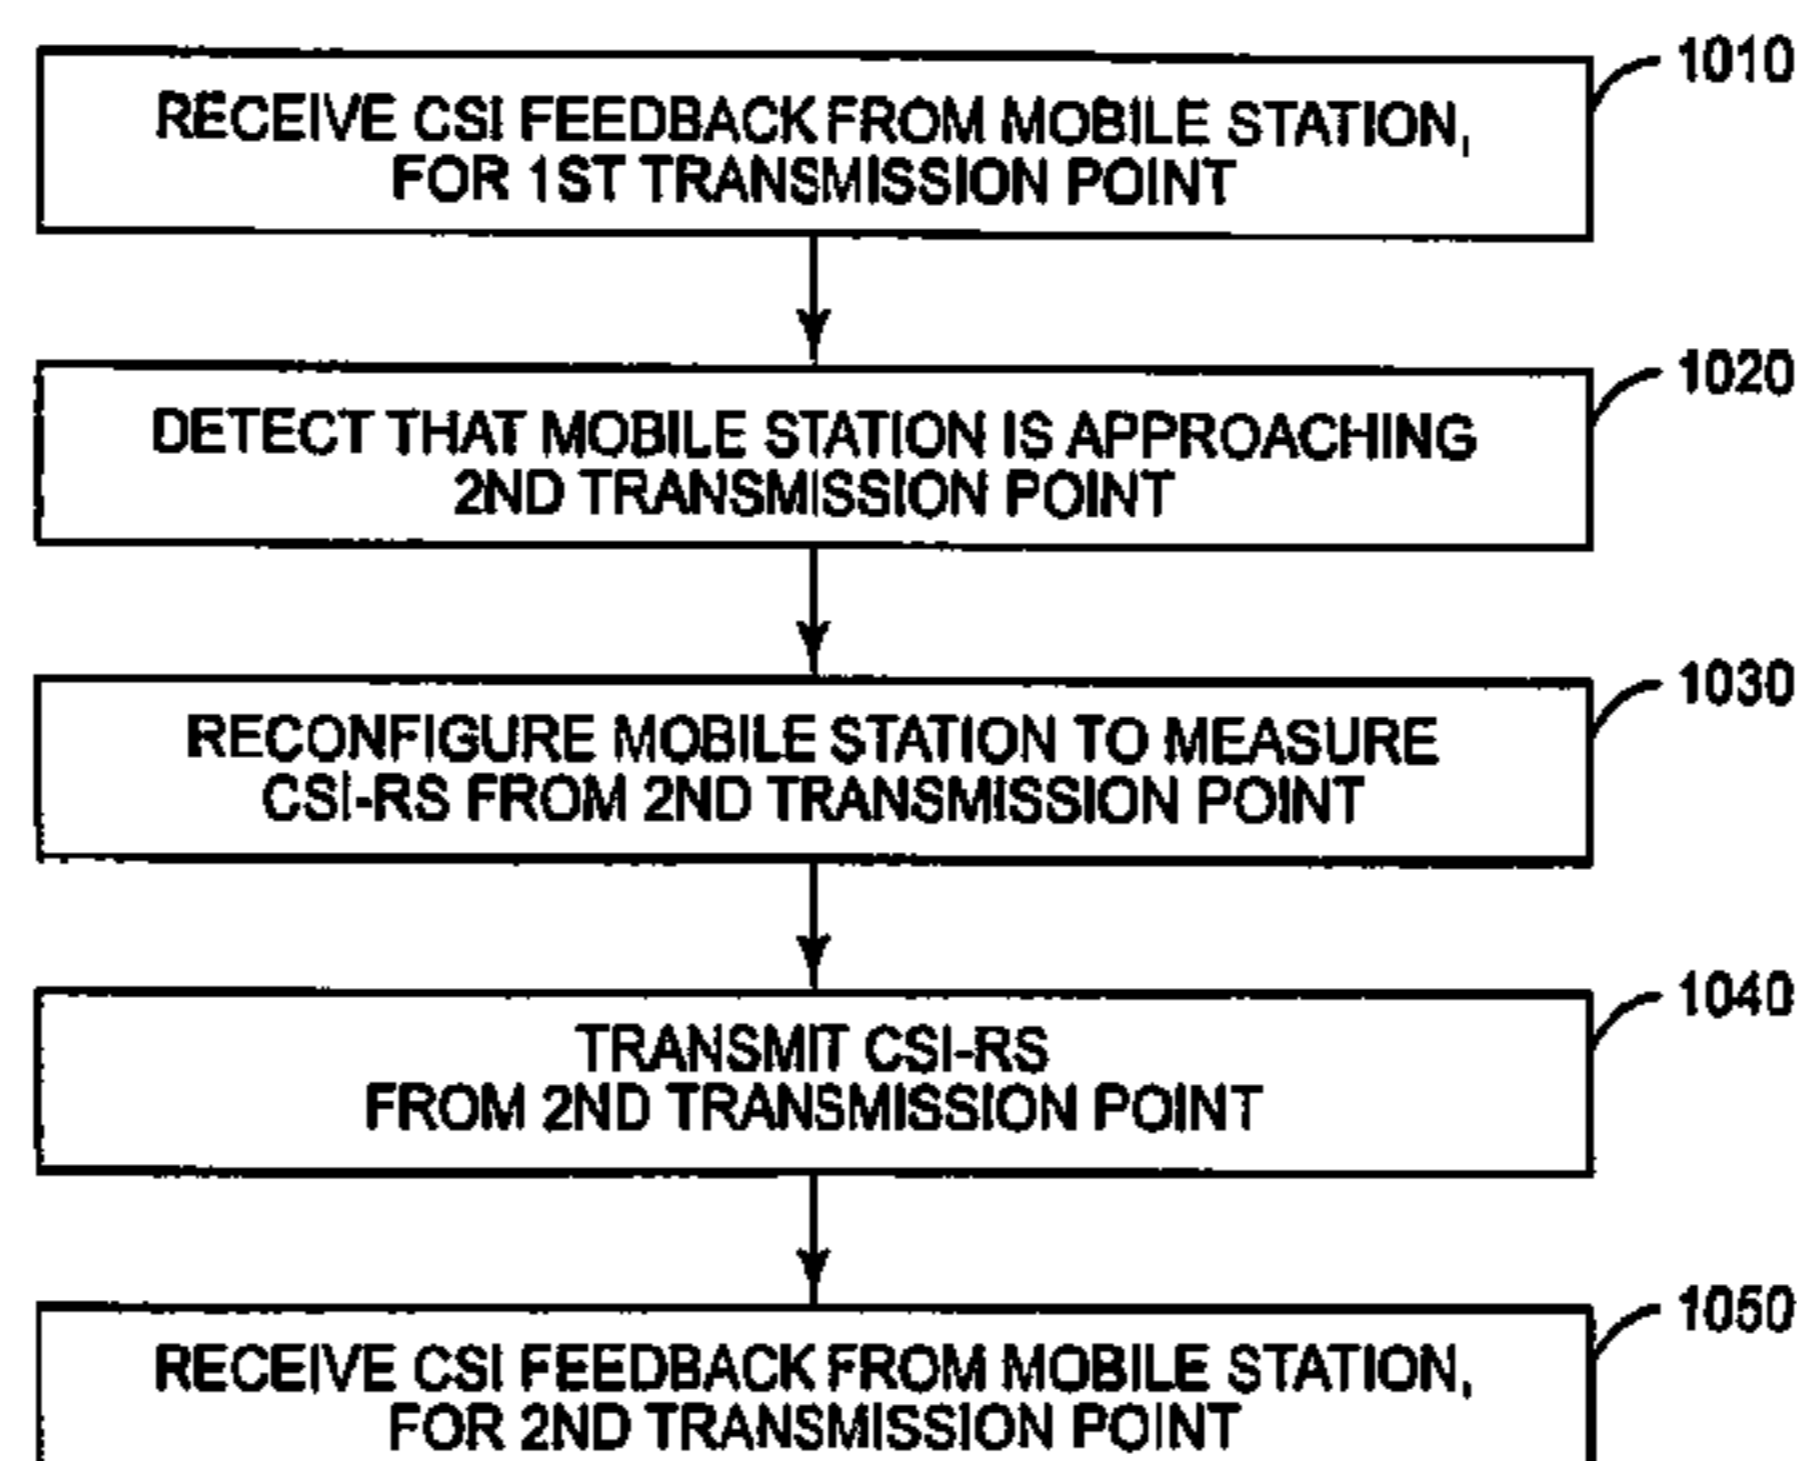 1010
RECEIVE CSI FEEDBACK FROM MOBILE STATION,
FOR 1ST TRANSMISSION POINT
1020
DETECT THAT MOBILE STATION IS APPROACHING
2ND TRANSMISSION POINT
1030
RECONFIGURE MOBILE STATION TO MEASURE
CSI-RS FROM 2ND TRANSMISSION POINT
1040
TRANSMIT CSI-RS
FROM 2ND TRANSMISSION POINT
1050
RECEIVE CSI FEEDBACK FROM MOBILE STATION,
FOR 2ND TRANSMISSION POINT